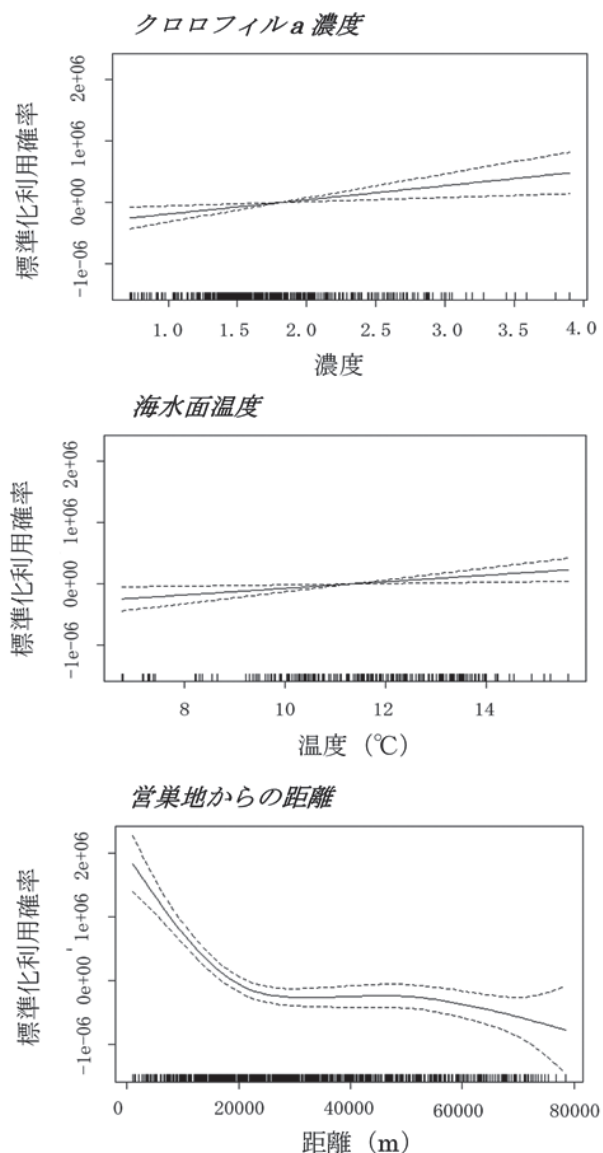 クロロフィルa 濃度
標準化利用確率
2e+06
1e+06
0e+00
-1e-06
1.0 1.5 2.0 2.5 3.0 3.5 4.0
濃度
海水面温度
標準化利用確率
2e+06
1e+06
0e+00
-1e-06
8 10 12 14
温度 (℃)
営巣地からの距離
標準化利用確率
2e+06
1e+06
0e+00
-1e-06
0 20000 40000 60000 80000
距離 (m)